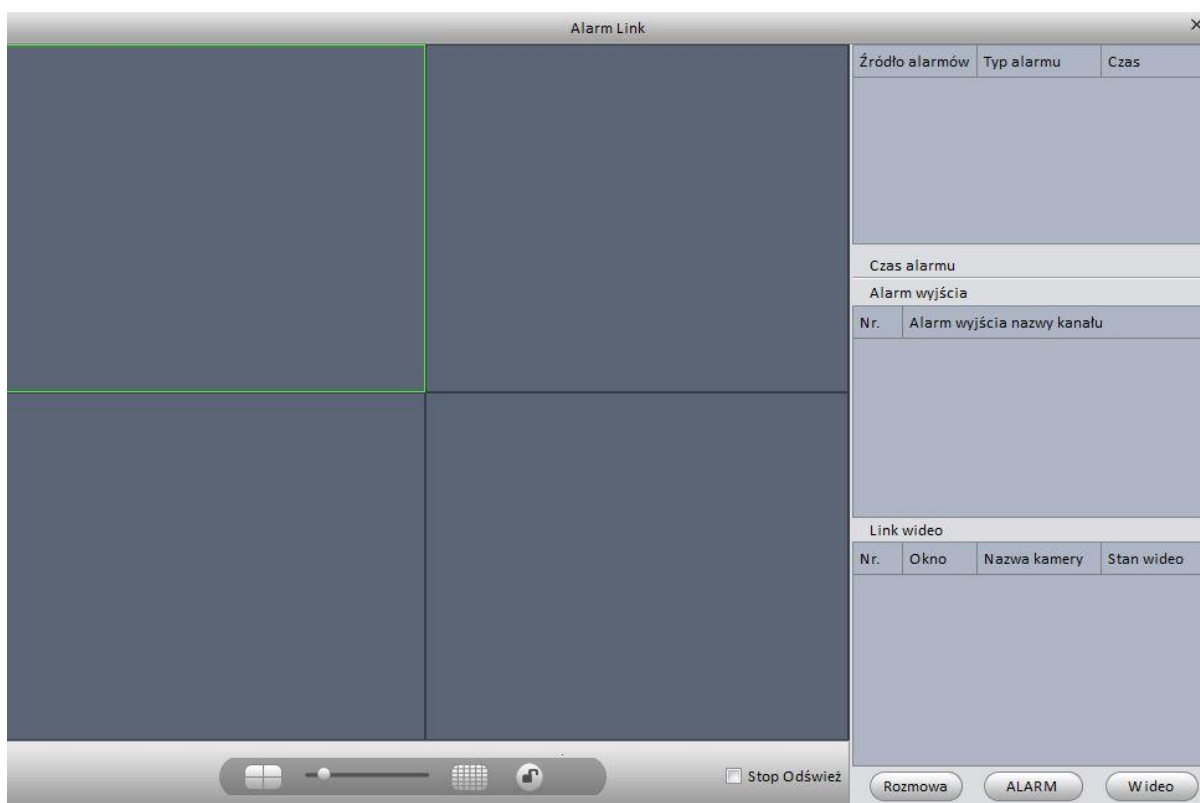 Alarm Link
Źródło alarmów Typ alarmu Czas
Czas alarmu
Alarm wyjścia
Nr. Alarm wyjścia nazwy kanału
Link wideo
Nr. Okno Nazwa kamery Stan wideo
Stop Odśwież
Rozmowa ALARM Wideo